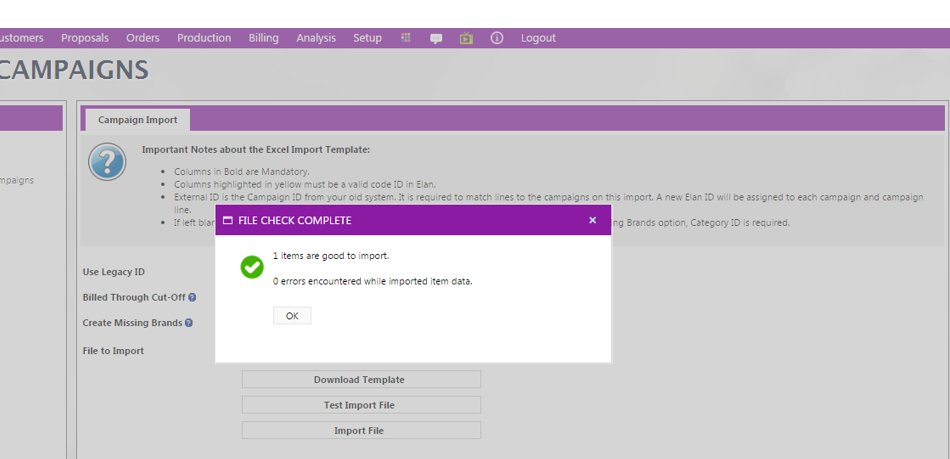 Proposals Orders Production Billing Analysis Setup Logout
CAMPAIGNS
Campaign Import
Important Notes about the Excel Import Template:
Columns in Bold are Mandatory.
Columns highlighted in yellow must be a valid code ID in Elan.
External ID is the Campaign ID from your old system. It is required to match lines to the campaigns on this import. A new Elan ID will be assigned to each campaign and campaign
line.
If left Brands option, Category ID is required.
FILE CHECK COMPLETE
1 items are good to import.
0 errors encountered while imported item data.
OK
Use Legacy ID
Billed Through Cut-Off
Create Missing Brands
File to Import
Download Template
Test Import File
Import File